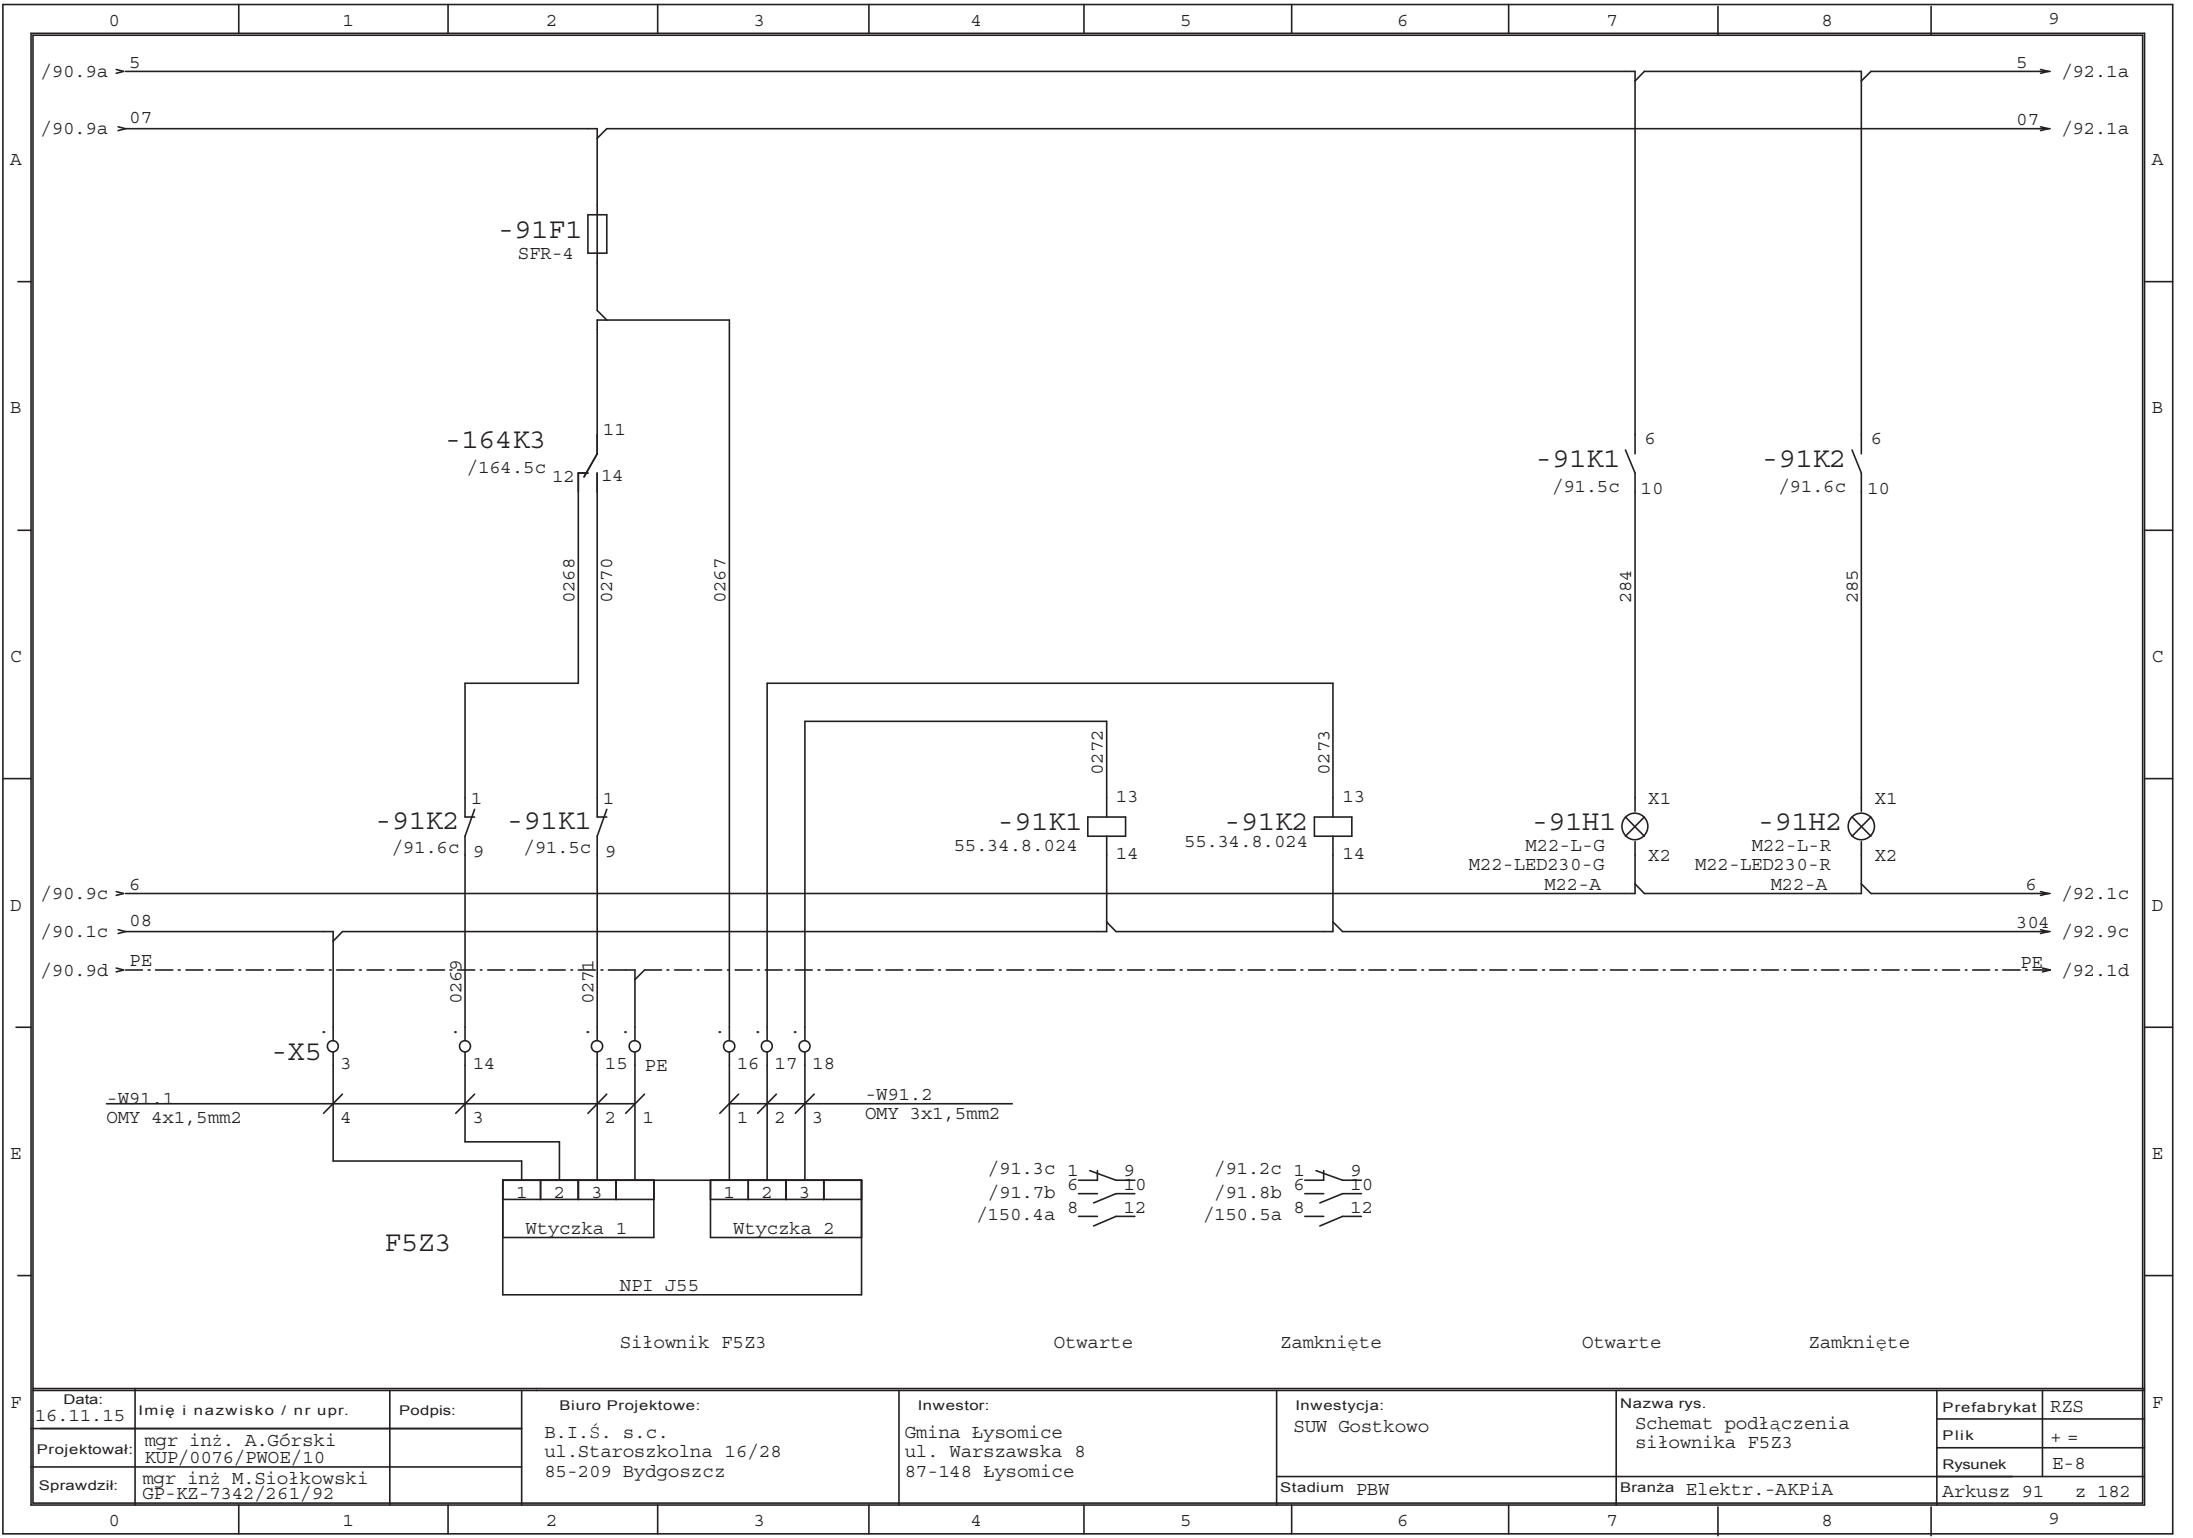 0 1 2 3 4 5 6 7 8 9
/90.9a 5 5 /92.1a
/90.9a 07 07 /92.1a
A A
-91F1
SFR-4
B B
-164K3 11
/164.5c 12 14
-91K1 6
/91.5c 10
-91K2 6
/91.6c 10
0268 0270 0267 284 285
C C
0272 0273
-91K2 1
/91.6c 9
-91K1 1
/91.5c 9
-91K1 13
55.34.8.024 14
-91K2 13
55.34.8.024 14
-91H1 X1
M22-L-G X2
M22-LED230-G
M22-A
-91H2 X1
M22-L-R X2
M22-LED230-R
M22-A
/90.9c 6 6 /92.1c
D D
/90.1c 08 304 /92.9c
/90.9d PE PE /92.1d
0269 0271
-X5 3 14 15 PE 16 17 18
-W91.1 -W91.2
OMY 4x1,5mm2 4 3 2 1 1 2 3 OMY 3x1,5mm2
E E
/91.3c 1 9 /91.2c 1 9
/91.7b 6 10 /91.8b 6 10
/150.4a 8 12 /150.5a 8 12
1 2 3 1 2 3
Wtyczka 1 Wtyczka 2
F5Z3
NPI J55
Siłownik F5Z3 Otwarte Zamknięte Otwarte Zamknięte
F F
Data:
16.11.15
Imię i nazwisko / nr upr.
Podpis:
Projektował:
mgr inż. A.Górski
KUP/0076/PWOE/10
Sprawdził:
mgr inż M.Siołkowski
GP-KZ-7342/261/92
Biuro Projektowe:
B.I.Ś. s.c.
ul.Staroszkolna 16/28
85-209 Bydgoszcz
Inwestor:
Gmina Łysomice
ul. Warszawska 8
87-148 Łysomice
Inwestycja:
SUW Gostkowo
Stadium PBW
Nazwa rys.
Schemat podłączenia
siłownika F5Z3
Branża Elektr.-AKPiA
Prefabrykat RZS
Plik + =
Rysunek E-8
Arkusz 91 z 182
0 1 2 3 4 5 6 7 8 9